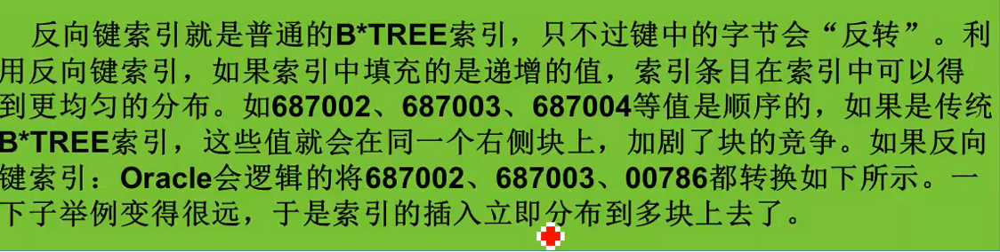 反向键索引就是普通的B*TREE索引，只不过键中的字节会“反转”。利
用反向键索引，如果索引中填充的是递增的值，索引条目在索引中可以得
到更均匀的分布。如687002、687003、687004等值是顺序的，如果是传统
B*TREE索引，这些值就会在同一个右侧块上，加剧了块的竞争。如果反向
键索引：Oracle会逻辑的将687002、687003、00786都转换如下所示。一
下子举例变得很远，于是索引的插入立即分布到多块上去了。